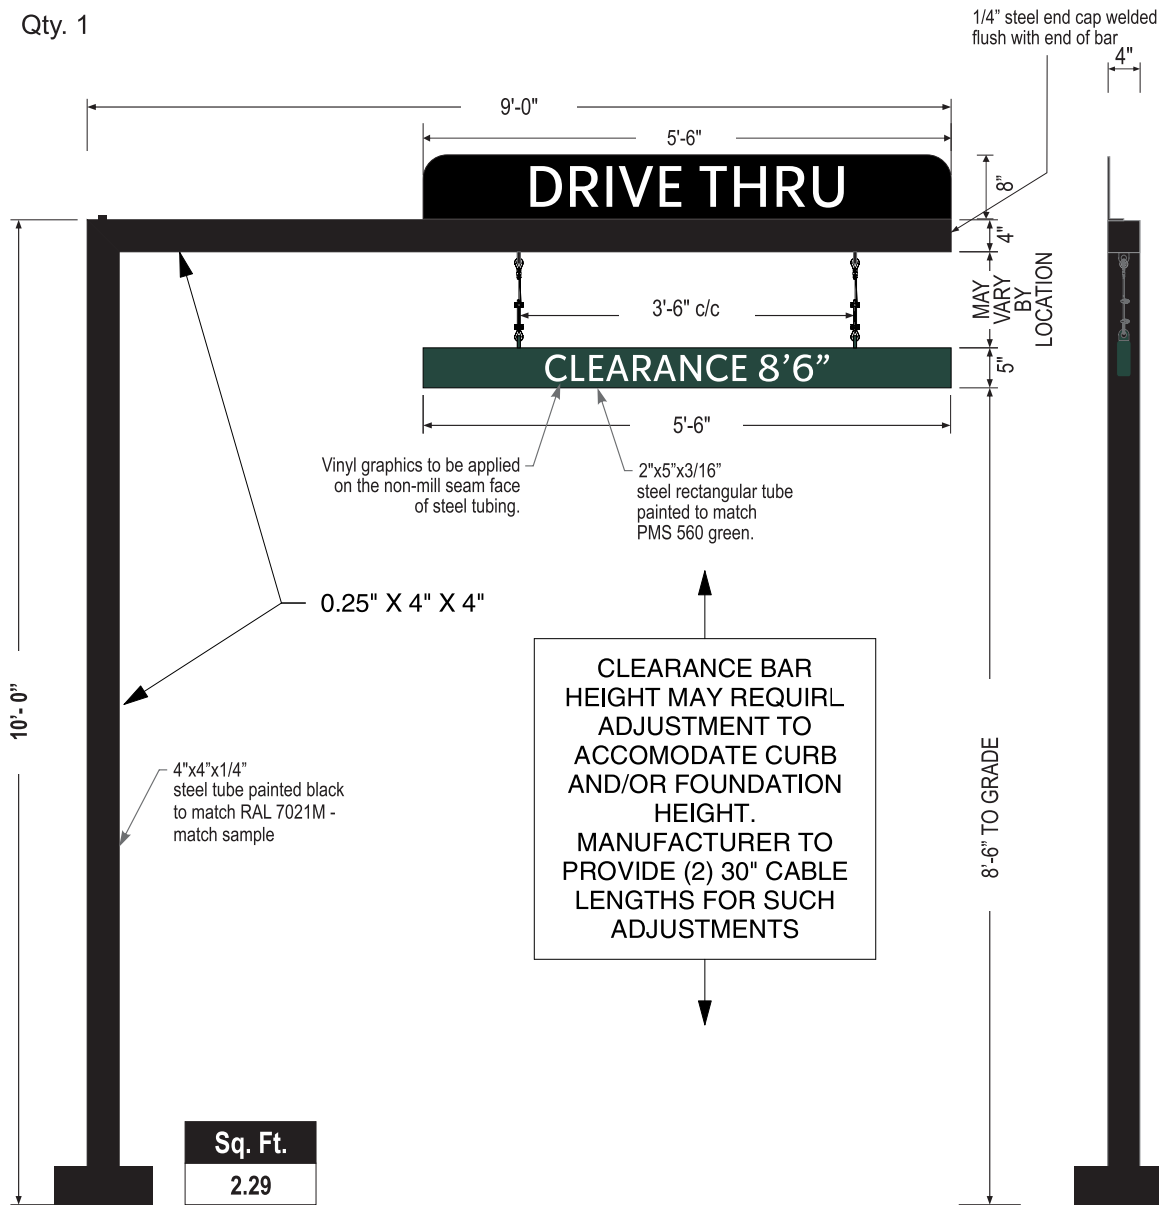 Qty. 1
1/4” steel end cap welded
flush with end of bar
4"
9'-0"
5'-6"
DRIVE THRU
8”
4"
MAY
VARY
BY
LOCATION
3'-6" c/c
CLEARANCE 8’6”
5"
5'-6"
Vinyl graphics to be applied
on the non-mill seam face
of steel tubing.
2"x5"x3/16”
steel rectangular tube
painted to match
PMS 560 green.
0.25" X 4" X 4"
CLEARANCE BAR
HEIGHT MAY REQUIRL
ADJUSTMENT TO
ACCOMODATE CURB
AND/OR FOUNDATION
HEIGHT.
MANUFACTURER TO
PROVIDE (2) 30" CABLE
LENGTHS FOR SUCH
ADJUSTMENTS
10’- 0”
4"x4”x1/4”
steel tube painted black
to match RAL 7021M -
match sample
8’-6” TO GRADE
Sq. Ft.
2.29